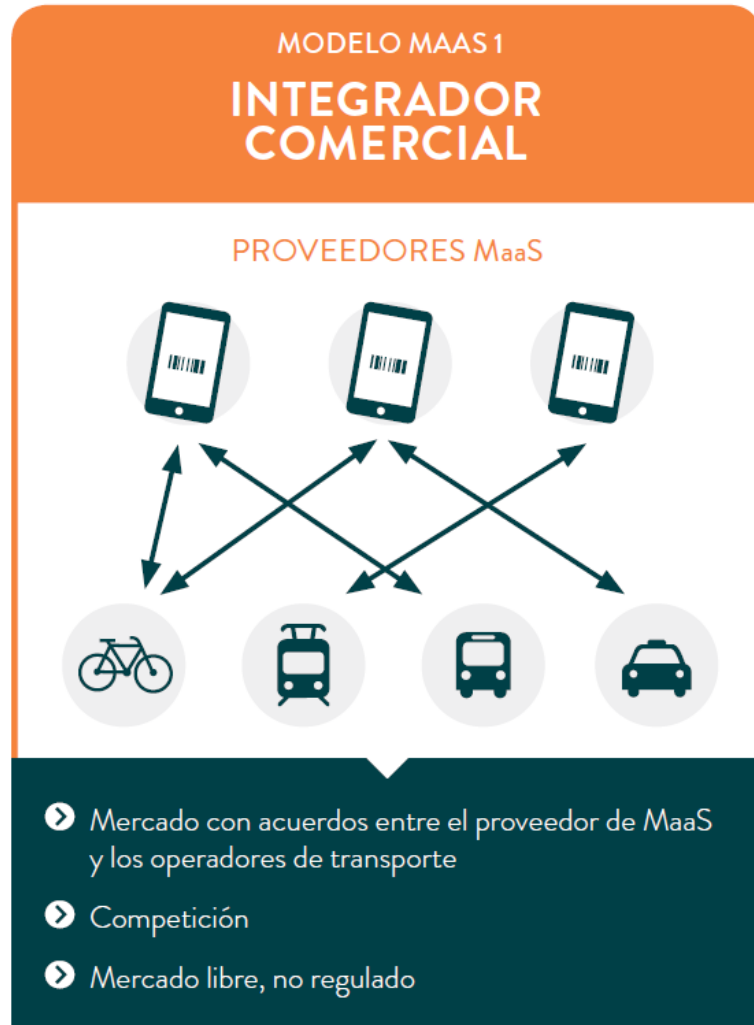 MODELO MAAS 1
INTEGRADOR
COMERCIAL
PROVEEDORES MaaS
Mercado con acuerdos entre el proveedor de MaaS
y los operadores de transporte
Competición
Mercado libre, no regulado